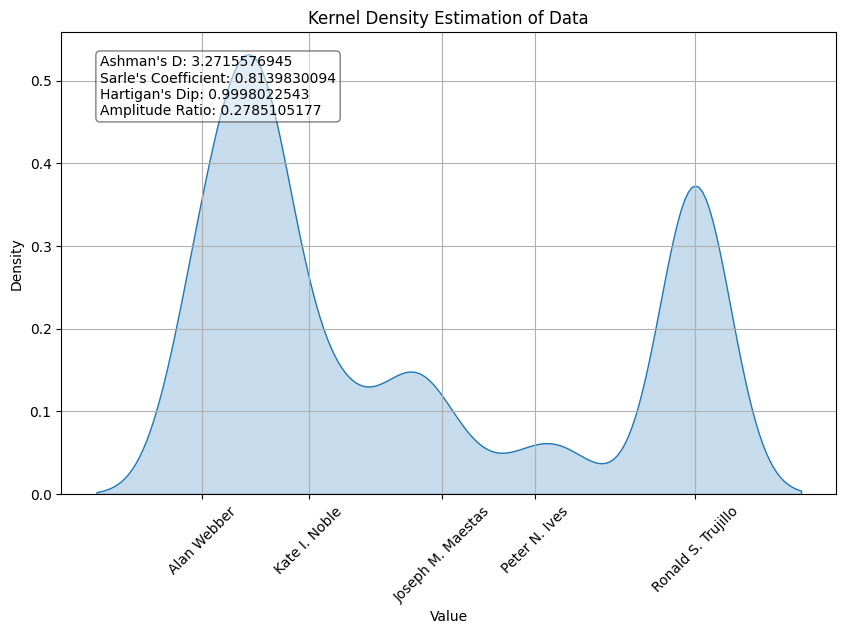 Kernel Density Estimation of Data
Ashman's D: 3.2715576945
Sarle's Coefficient: 0.8139830094
Hartigan's Dip: 0.9998022543
Amplitude Ratio: 0.2785105177
Density
0.5
0.4
0.3
0.2
0.1
0.0
Alan Webber
Kate I. Noble
Joseph M. Maestas
Peter N. Ives
Ronald S. Trujillo
Value